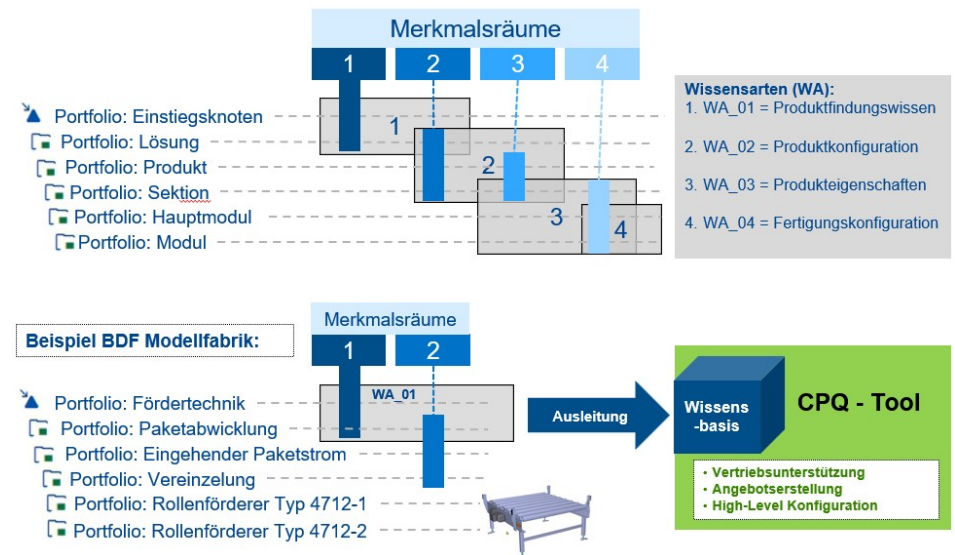 Merkmalsräume
1 2 3 4
Portfolio: Einstiegsknoten
Portfolio: Lösung
Portfolio: Produkt
Portfolio: Sektion
Portfolio: Hauptmodul
Portfolio: Modul
1
2
3
4
Wissensarten (WA):
1. WA_01 = Produktfindungswissen
2. WA_02 = Produktkonfiguration
3. WA_03 = Produkteigenschaften
4. WA_04 = Fertigungskonfiguration
Beispiel BDF Modellfabrik:
Merkmalsräume
1 2
WA_01
Portfolio: Fördertechnik
Portfolio: Paketabwicklung
Portfolio: Eingehender Paketstrom
Portfolio: Vereinzelung
Portfolio: Rollenförderer Typ 4712-1
Portfolio: Rollenförderer Typ 4712-2
Ausleitung
Wissens
-basis
CPQ - Tool
• Vertriebsunterstützung
• Angebotserstellung
• High-Level Konfiguration